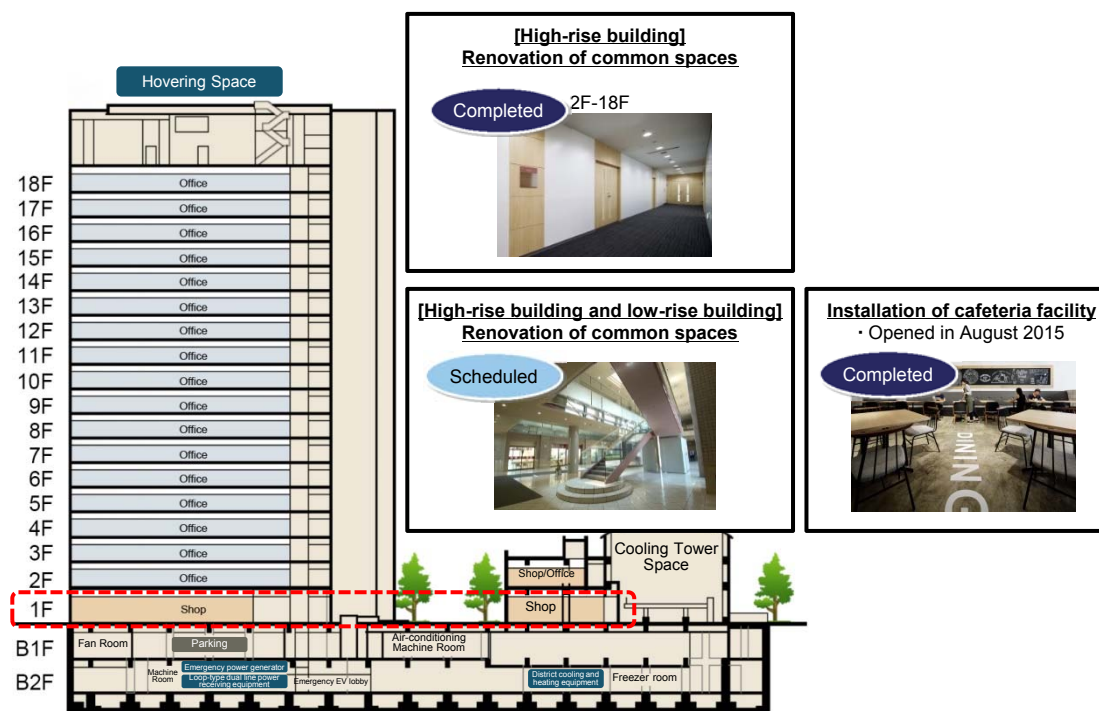 [High-rise building]
Renovation of common spaces
Completed
2F-18F
Hovering Space
18F Office
17F Office
16F Office
15F Office
14F Office
13F Office
12F Office
11F Office
10F Office
9F Office
8F Office
7F Office
6F Office
5F Office
4F Office
3F Office
2F Office
1F Shop
[High-rise building and low-rise building]
Renovation of common spaces
Scheduled
Installation of cafeteria facility
・Opened in August 2015
Completed
DINING
Shop/Office
Shop
Cooling Tower
Space
B1F
Fan Room
Parking
Air-conditioning
Machine Room
B2F
Machine
Room
Emergency power generator
Loop-type dual line power
receiving equipment
Emergency EV lobby
District cooling and
heating equipment
Freezer room